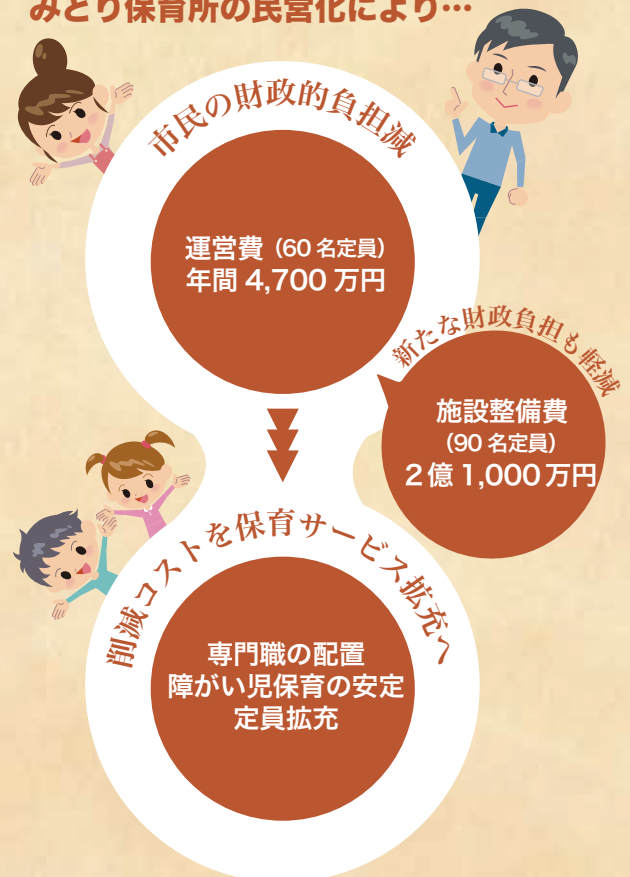 みどり保育所の民営化により…
市民の財政的負担減
運営費（60 名定員）
年間 4,700 万円
新たな財政負担も軽減
施設整備費
（90 名定員）
２億 1,000 万円
削減コストを保育サービス拡充へ
専門職の配置
障がい児保育の安定
定員拡充